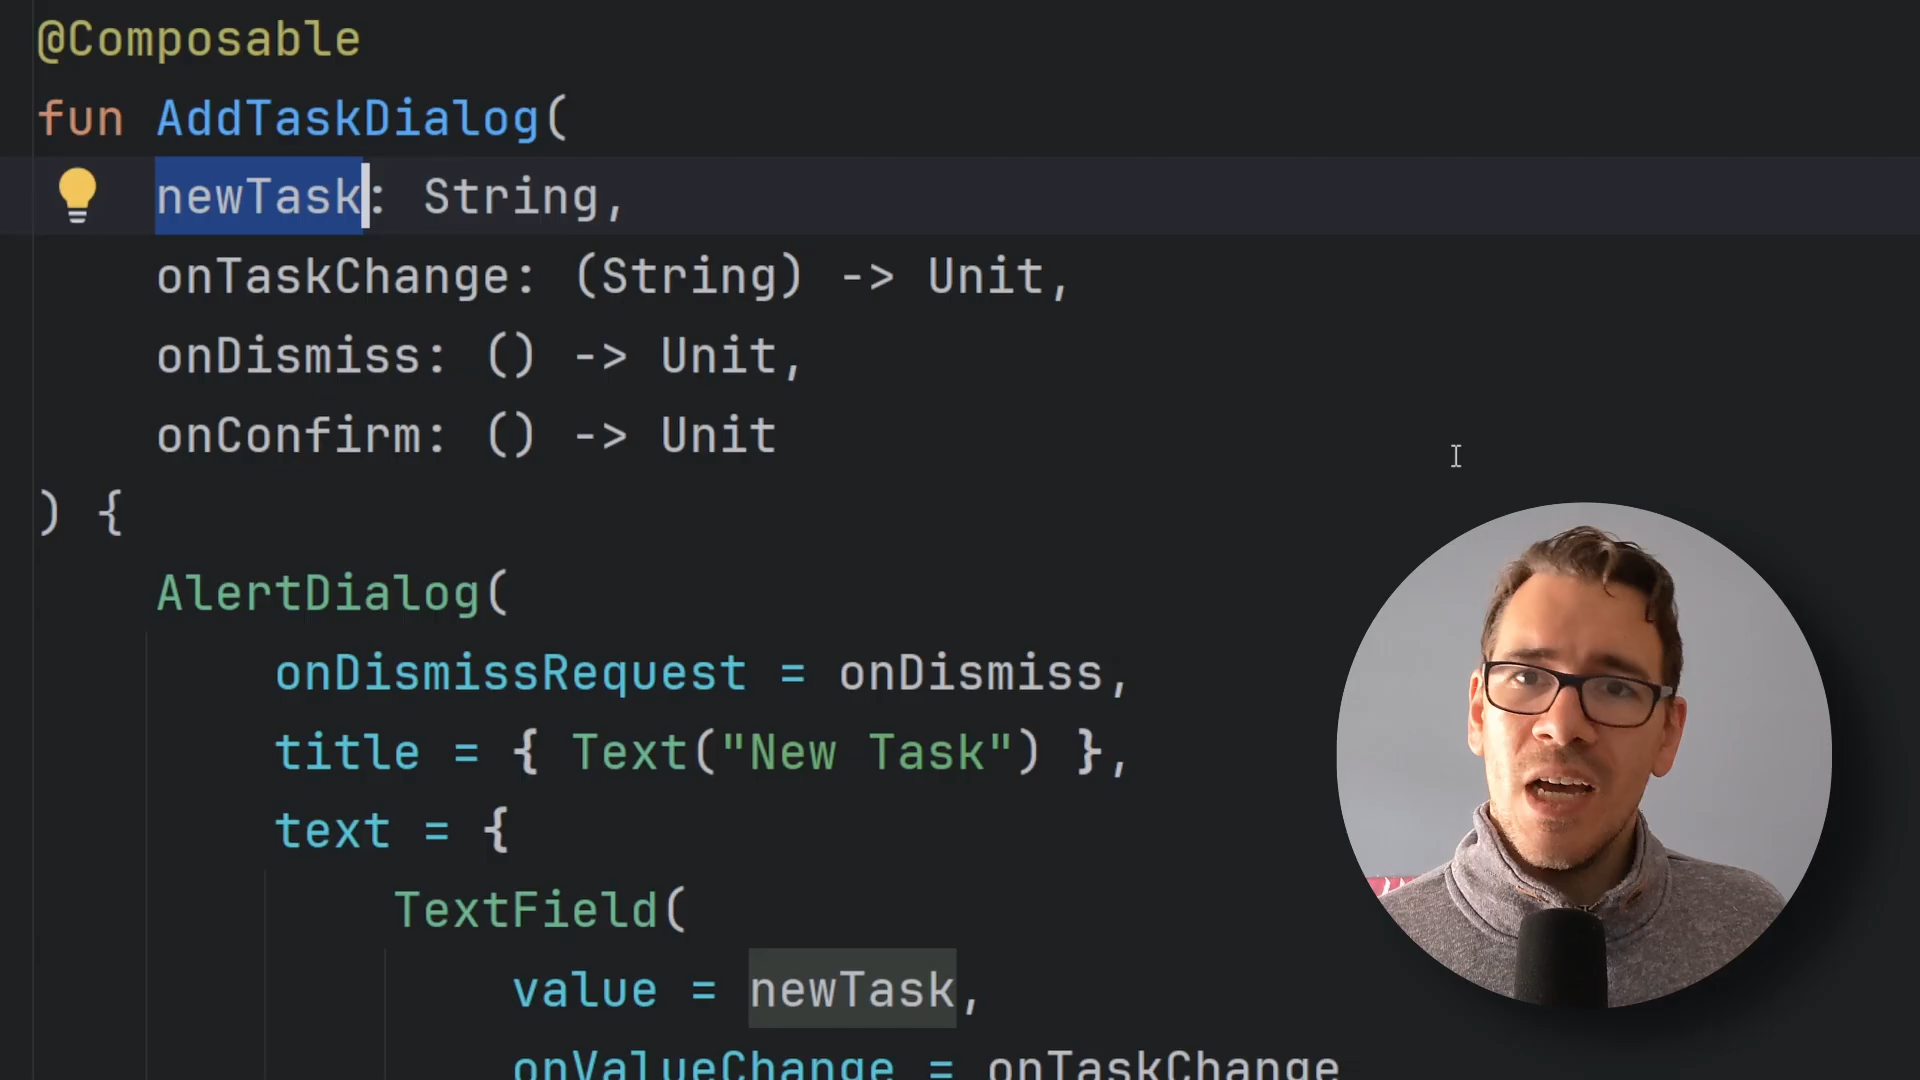 @Composable
fun AddTaskDialog(
newTask: String,
onTaskChange: (String) -> Unit,
onDismiss: () -> Unit,
onConfirm: () -> Unit
) {
AlertDialog(
onDismissRequest = onDismiss,
title = { Text("New Task") },
text = {
TextField(
value = newTask,
onValueChange = onTaskChange